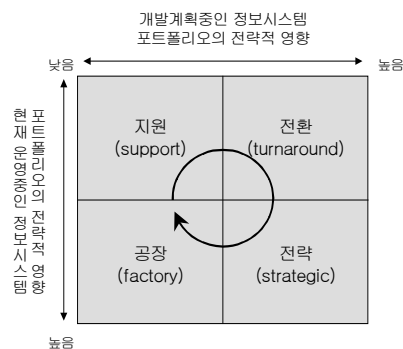 개발계획중인 정보시스템
포트폴리오의 전략적 영향
낮음
높음
현재 운영중인 정보시스템
포트폴리오의 전략적 영향
지원
(support)
전환
(turnaround)
공장
(factory)
전략
(strategic)
높음